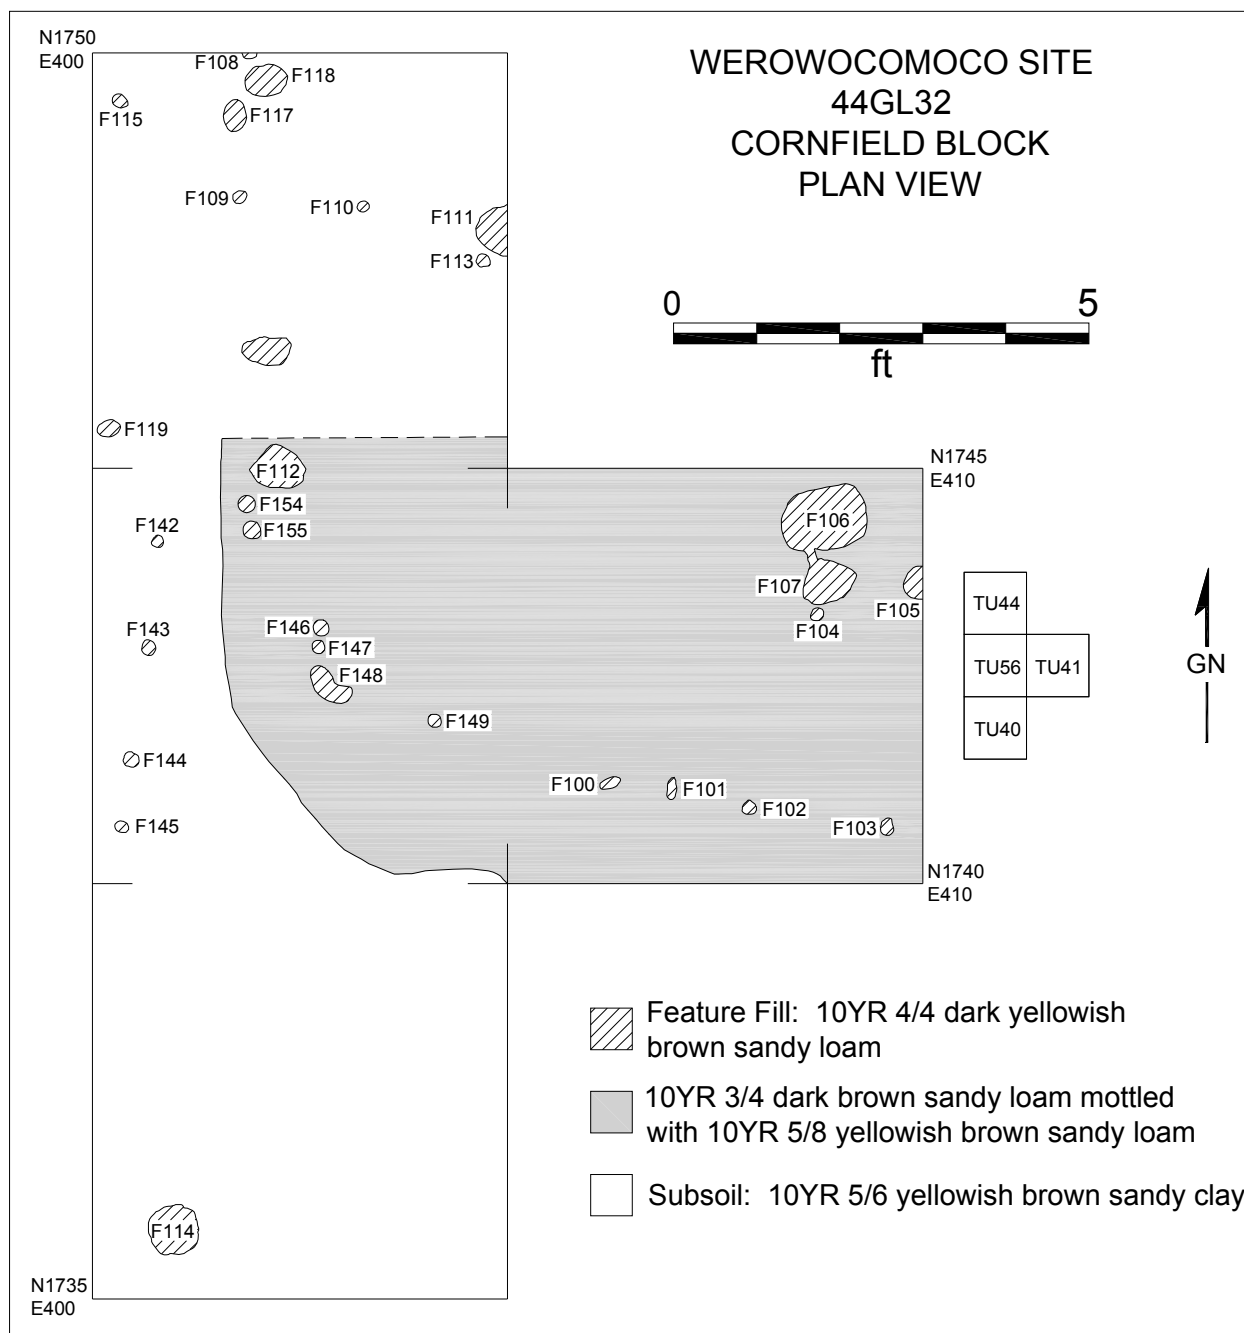 N1750
E400
F108
F118
F115
F117
WEROWOCOMOCO SITE
44GL32
CORNFIELD BLOCK
PLAN VIEW
F109
F110
F111
F113
0
5
ft
F119
F112
N1745
E410
F154
F155
F142
F106
F107
F105
F104
TU44
TU56
TU41
TU40
GN
F143
F146
F147
F148
F149
F144
F145
F100
F101
F102
F103
N1740
E410
Feature Fill: 10YR 4/4 dark yellowish
brown sandy loam
10YR 3/4 dark brown sandy loam mottled
with 10YR 5/8 yellowish brown sandy loam
Subsoil: 10YR 5/6 yellowish brown sandy clay
F114
N1735
E400